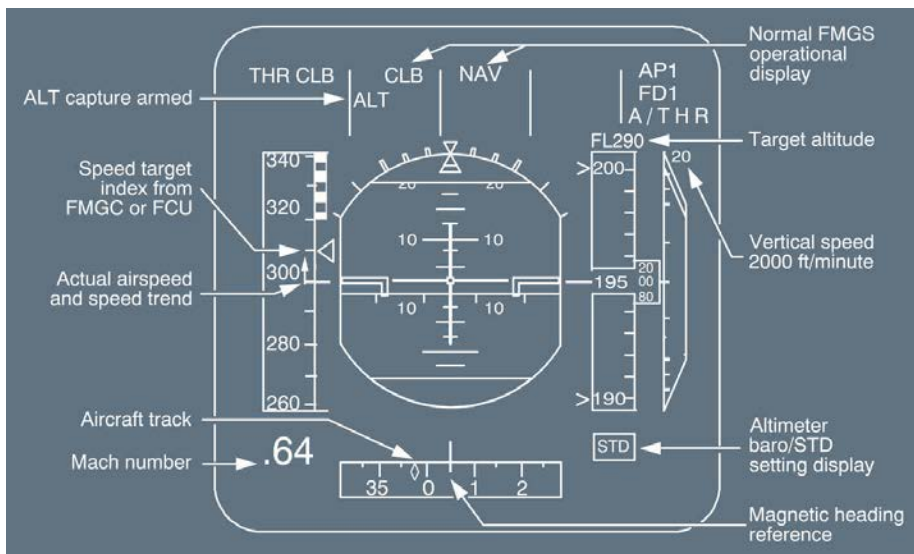 Normal FMGS
operational
display
THR CLB
CLB
NAV
AP1
FD1
A/THR
ALT capture armed
ALT
FL290
Target altitude
Speed target
index from
FMGC or FCU
340
320
300
280
260
20
20
10
10
10
10
20
200
195
20
00
80
190
Vertical speed
2000 ft/minute
Actual airspeed
and speed trend
Aircraft track
Mach number
.64
35
0
1
2
STD
Altimeter
baro/STD
setting display
Magnetic heading
reference